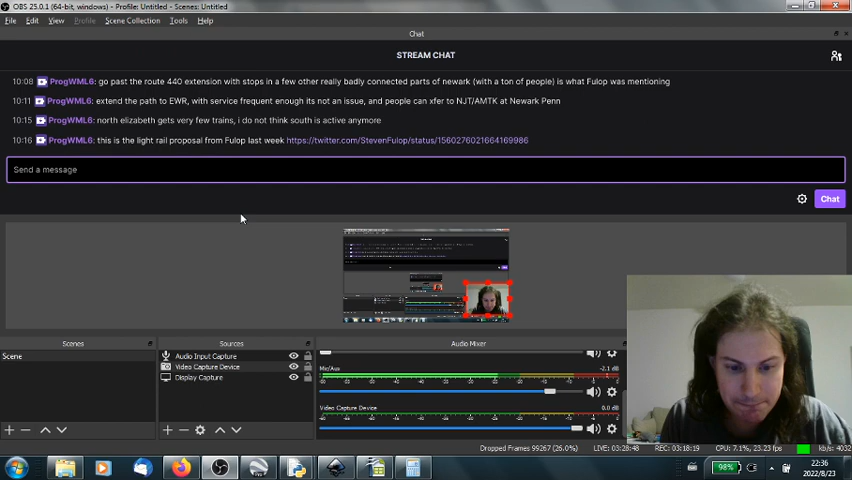 OBS 25.0.1 (64-bit, windows) - Profile: Untitled - Scenes: Untitled
File Edit View Profile Scene Collection Tools Help
Chat
STREAM CHAT
10:08 ProgWML6: go past the route 440 extension with stops in a few other really badly connected parts of newark (with a ton of people) is what Fulop was mentioning
10:11 ProgWML6: extend the path to EWR, with service frequent enough its not an issue, and people can xfer to NJT/AMTK at Newark Penn
10:15 ProgWML6: north elizabeth gets very few trains, i do not think south is active anymore
10:16 ProgWML6: this is the light rail proposal from Fulop last week https://twitter.com/StevenFulop/status/1560276021664169986
Send a message
Chat
Scenes Sources Audio Mixer
Scene
Audio Input Capture
Video Capture Device
Display Capture
Mic/Aux -2.1 dB
Video Capture Device 0.0 dB
Dropped Frames 99267 (26.0%) LIVE: 03:28:48 REC: 03:18:19 CPU: 7.1%, 23.23 fps kb/s: 4032
98% 22:36
2022/8/23